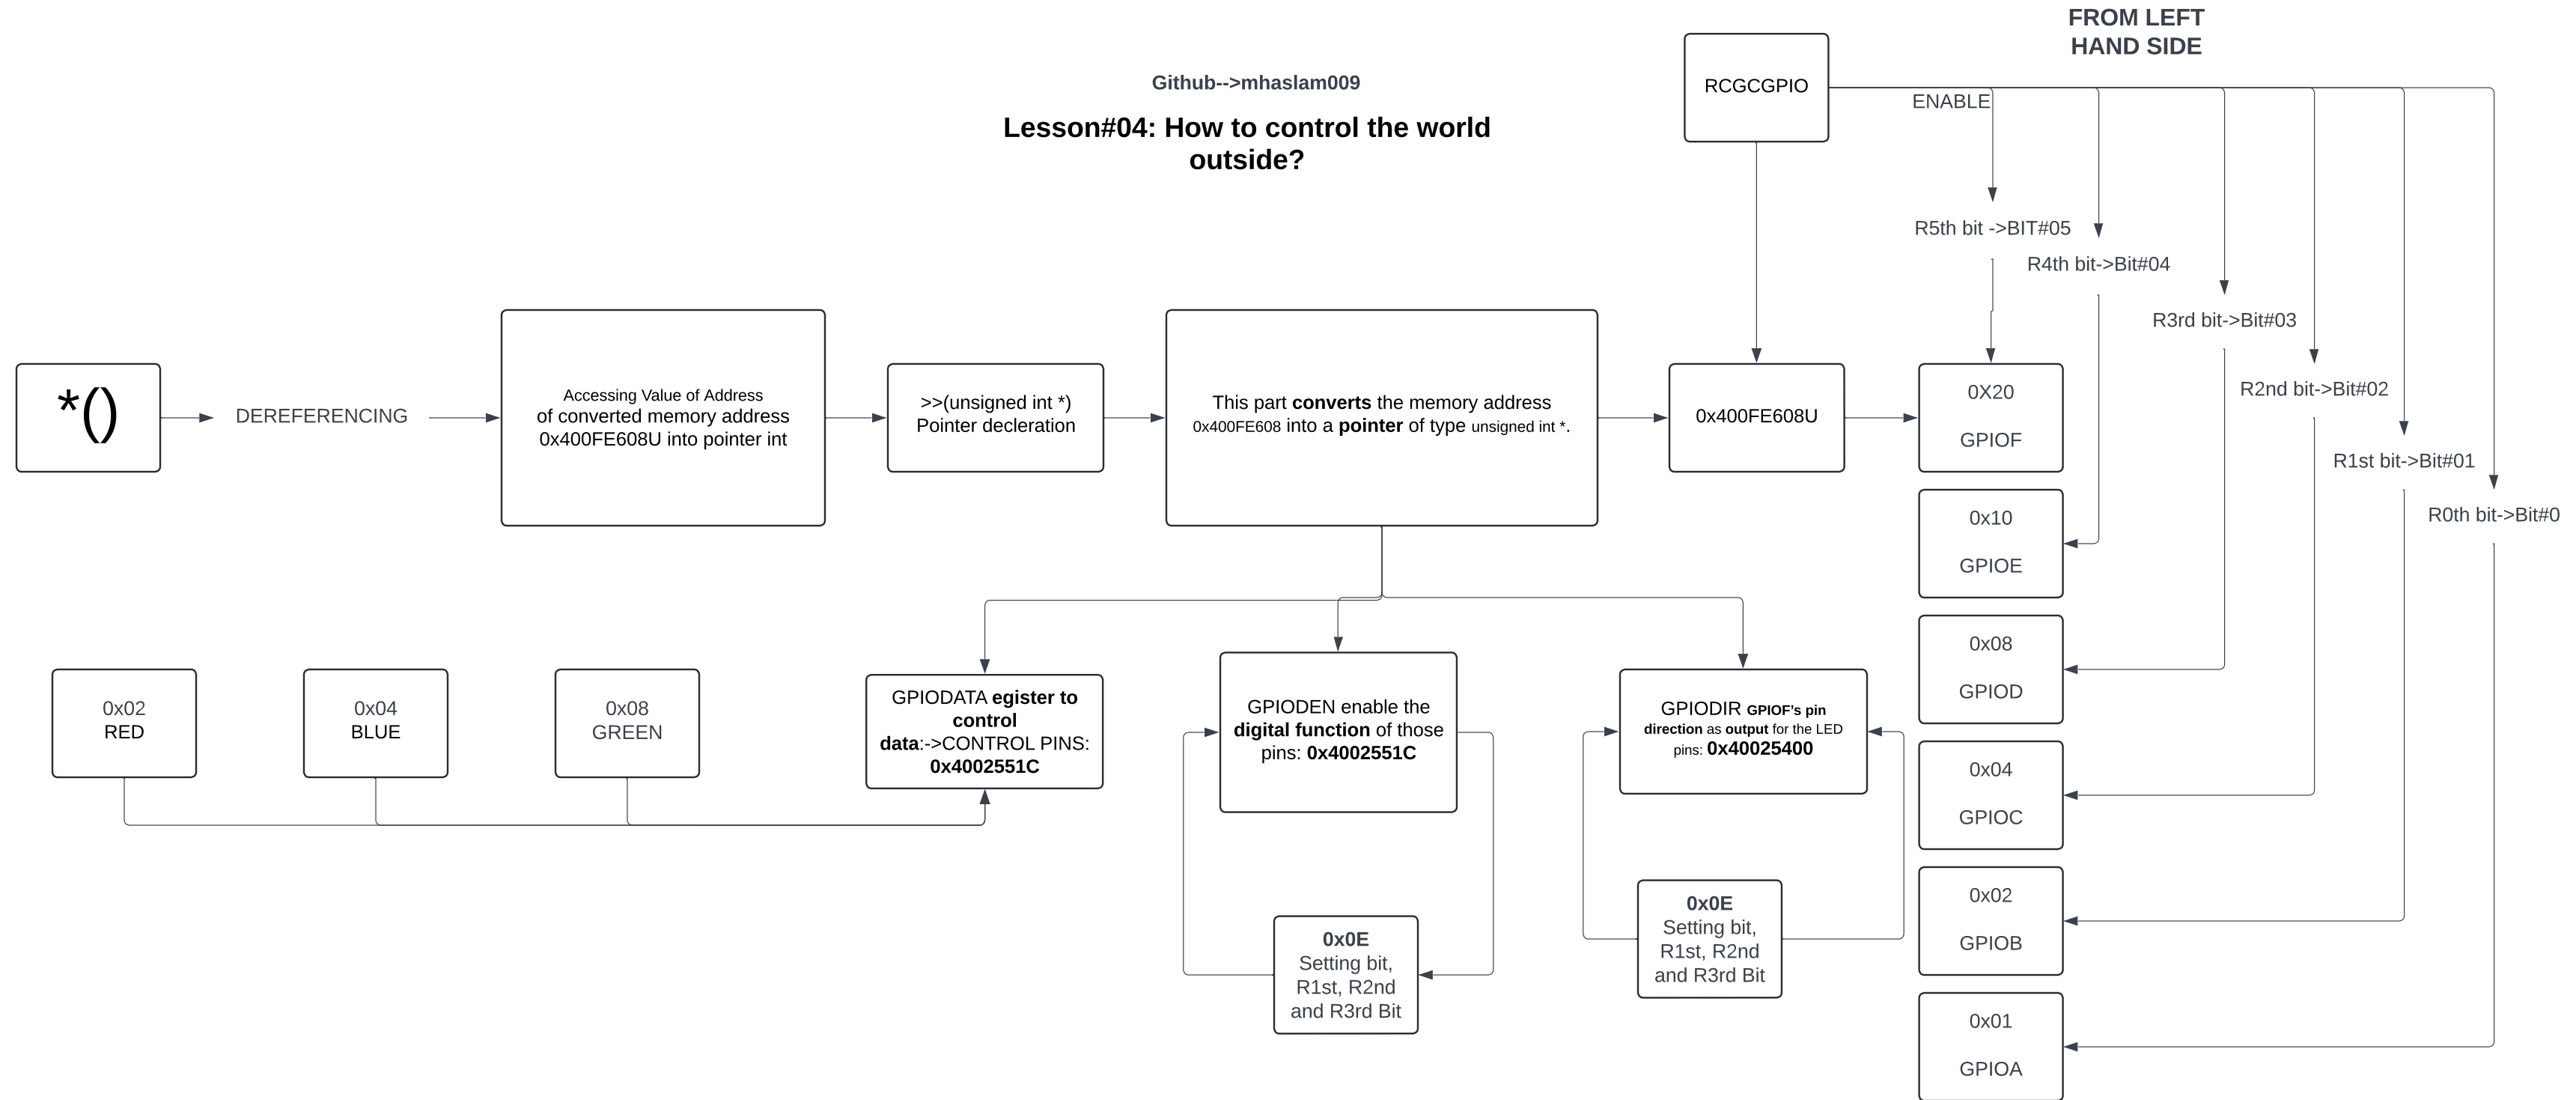 FROM LEFT
HAND SIDE
Github-->mhaslam009
Lesson#04: How to control the world
outside?
RCGCGPIO
ENABLE
R5th bit ->BIT#05
R4th bit->Bit#04
R3rd bit->Bit#03
R2nd bit->Bit#02
R1st bit->Bit#01
R0th bit->Bit#0
*()
DEREFERENCING
Accessing Value of Address
of converted memory address
0x400FE608U into pointer int
>>(unsigned int *)
Pointer decleration
This part converts the memory address
0x400FE608 into a pointer of type unsigned int *.
0x400FE608U
0X20
GPIOF
0x10
GPIOE
0x08
GPIOD
0x04
GPIOC
0x02
GPIOB
0x01
GPIOA
0x02
RED
0x04
BLUE
0x08
GREEN
GPIODATA egister to
control
data:->CONTROL PINS:
0x4002551C
GPIODEN enable the
digital function of those
pins: 0x4002551C
GPIODIR GPIOF's pin
direction as output for the LED
pins: 0x40025400
0x0E
Setting bit,
R1st, R2nd
and R3rd Bit
0x0E
Setting bit,
R1st, R2nd
and R3rd Bit